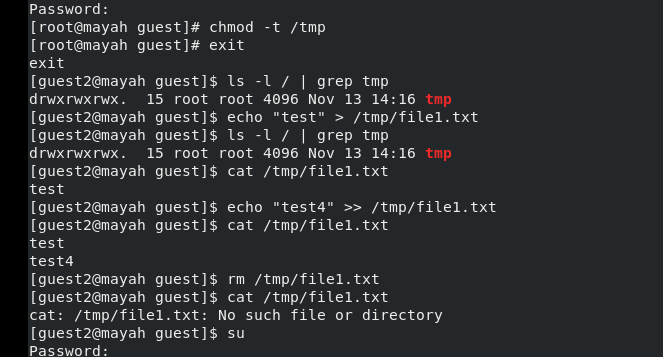 Password:
[root@mayah guest]# chmod -t /tmp
[root@mayah guest]# exit
exit
[guest2@mayah guest]$ ls -l / | grep tmp
drwxrwxrwx.  15 root root 4096 Nov 13 14:16 tmp
[guest2@mayah guest]$ echo "test" > /tmp/file1.txt
[guest2@mayah guest]$ ls -l / | grep tmp
drwxrwxrwx.  15 root root 4096 Nov 13 14:16 tmp
[guest2@mayah guest]$ cat /tmp/file1.txt
test
[guest2@mayah guest]$ echo "test4" >> /tmp/file1.txt
[guest2@mayah guest]$ cat /tmp/file1.txt
test
test4
[guest2@mayah guest]$ rm /tmp/file1.txt
[guest2@mayah guest]$ cat /tmp/file1.txt
cat: /tmp/file1.txt: No such file or directory
[guest2@mayah guest]$ su
Password: